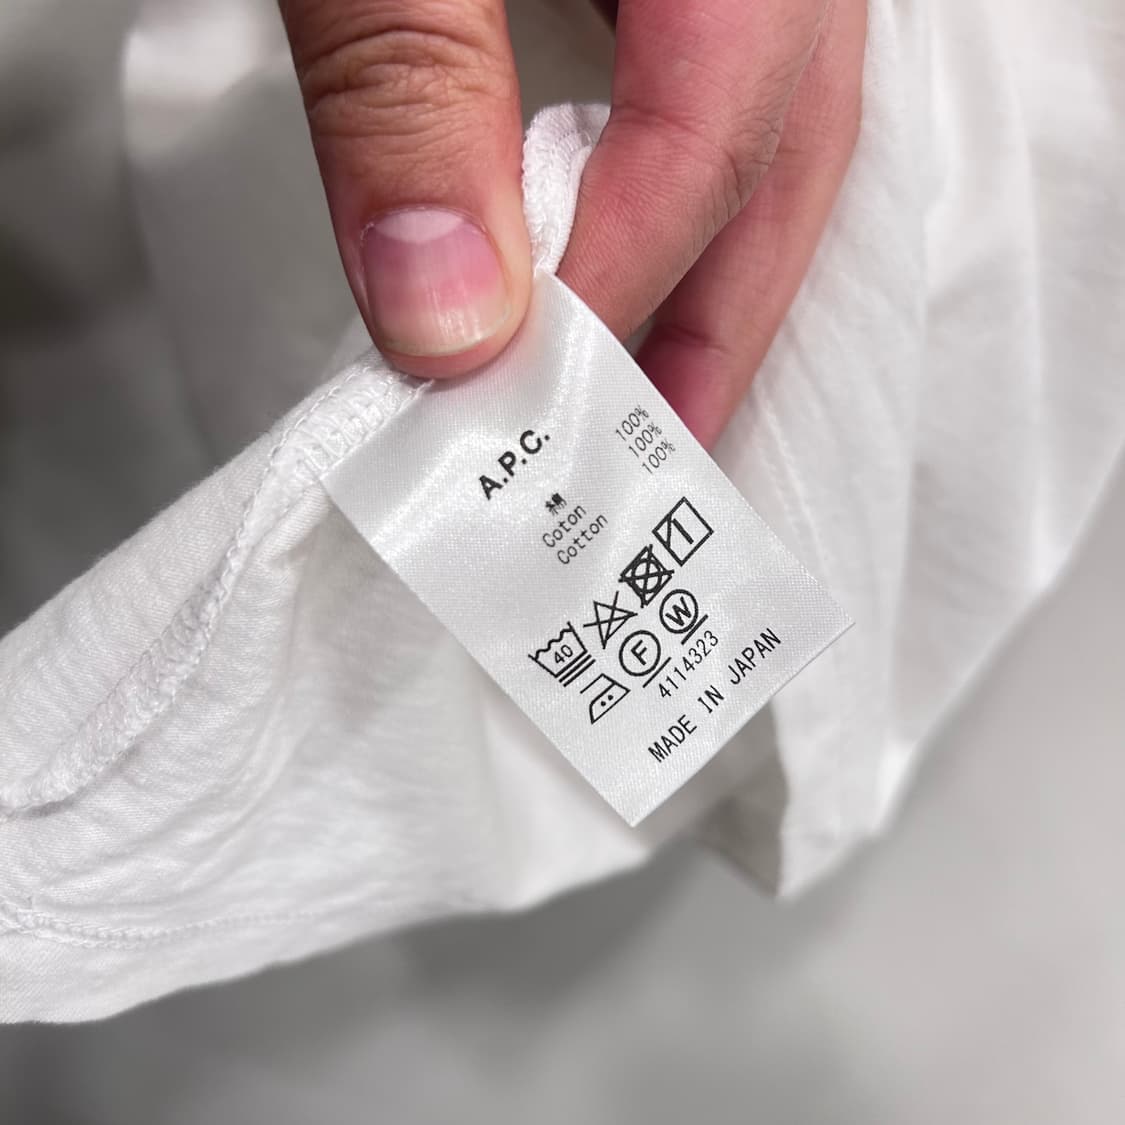 A.P.C.
綿 100%
Coton 100%
Cotton 100%
40
F W
4114323
MADE IN JAPAN